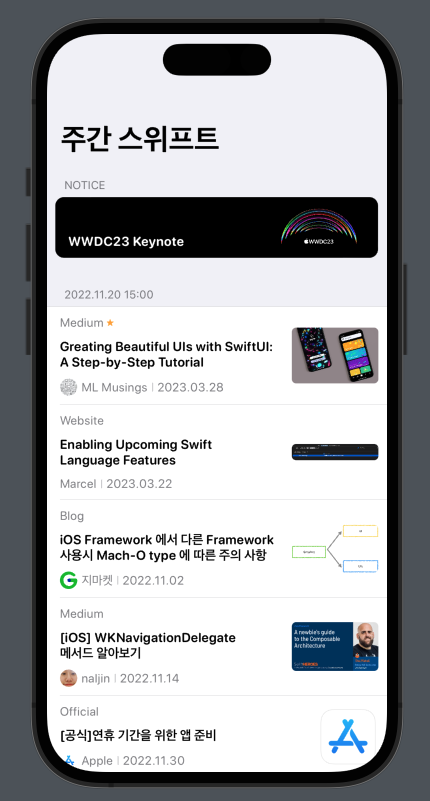 주간 스위프트
NOTICE
WWDC23 Keynote
WWDC23
2022.11.20 15:00
Medium
Greating Beautiful UIs with SwiftUI:
A Step-by-Step Tutorial
ML Musings | 2023.03.28
Website
Enabling Upcoming Swift
Language Features
Marcel | 2023.03.22
Blog
iOS Framework 에서 다른 Framework
사용시 Mach-O type 에 따른 주의 사항
지마켓 | 2022.11.02
Medium
[iOS] WKNavigationDelegate
메서드 알아보기
naljin | 2022.11.14
A newbie's guide
to the Composable
Architecture
Official
[공식]연휴 기간을 위한 앱 준비
Apple | 2022.11.30